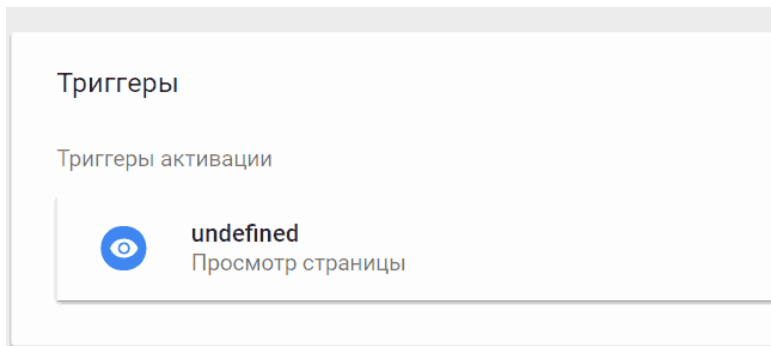 Триггеры
Триггеры активации
undefined
Просмотр страницы